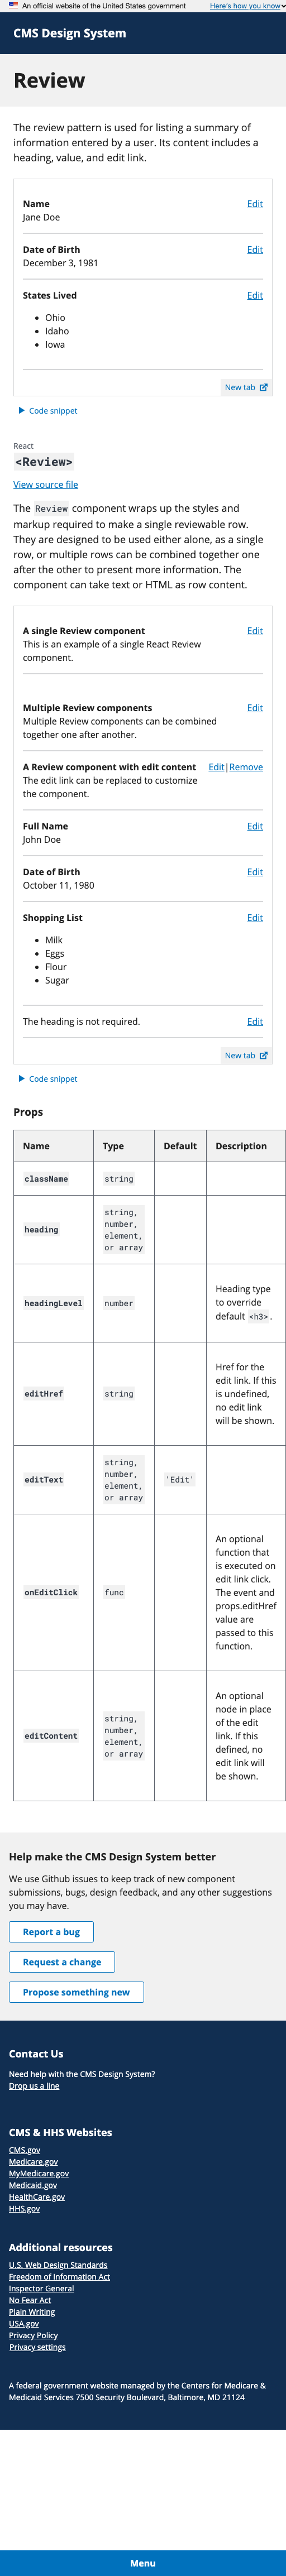 An official website of the United States government Here's how you know
CMS Design System
Review
The review pattern is used for listing a summary of
information entered by a user. Its content includes a
heading, value, and edit link.
Name Edit
Jane Doe
Date of Birth Edit
December 3, 1981
States Lived Edit
Ohio
Idaho
Iowa
New tab
Code snippet
React
<Review>
View source file
The Review component wraps up the styles and
markup required to make a single reviewable row.
They are designed to be used either alone, as a single
row, or multiple rows can be combined together one
after the other to present more information. The
component can take text or HTML as row content.
A single Review component Edit
This is an example of a single React Review
component.
Multiple Review components Edit
Multiple Review components can be combined
together one after another.
A Review component with edit content Edit|Remove
The edit link can be replaced to customize
the component.
Full Name Edit
John Doe
Date of Birth Edit
October 11, 1980
Shopping List Edit
Milk
Eggs
Flour
Sugar
The heading is not required. Edit
New tab
Code snippet
Props
Name Type Default Description
className string
heading string,
number,
element,
or array
headingLevel number Heading type
to override
default <h3>.
editHref string Href for the
edit link. If this
is undefined,
no edit link
will be shown.
editText string,
number,
element,
or array 'Edit'
onEditClick func An optional
function that
is executed on
edit link click.
The event and
props.editHref
value are
passed to this
function.
editContent string,
number,
element,
or array An optional
node in place
of the edit
link. If this
defined, no
edit link will
be shown.
Help make the CMS Design System better
We use Github issues to keep track of new component
submissions, bugs, design feedback, and any other suggestions
you may have.
Report a bug
Request a change
Propose something new
Contact Us
Need help with the CMS Design System?
Drop us a line
CMS & HHS Websites
CMS.gov
Medicare.gov
MyMedicare.gov
Medicaid.gov
HealthCare.gov
HHS.gov
Additional resources
U.S. Web Design Standards
Freedom of Information Act
Inspector General
No Fear Act
Plain Writing
USA.gov
Privacy Policy
Privacy settings
A federal government website managed by the Centers for Medicare &
Medicaid Services 7500 Security Boulevard, Baltimore, MD 21124
Menu